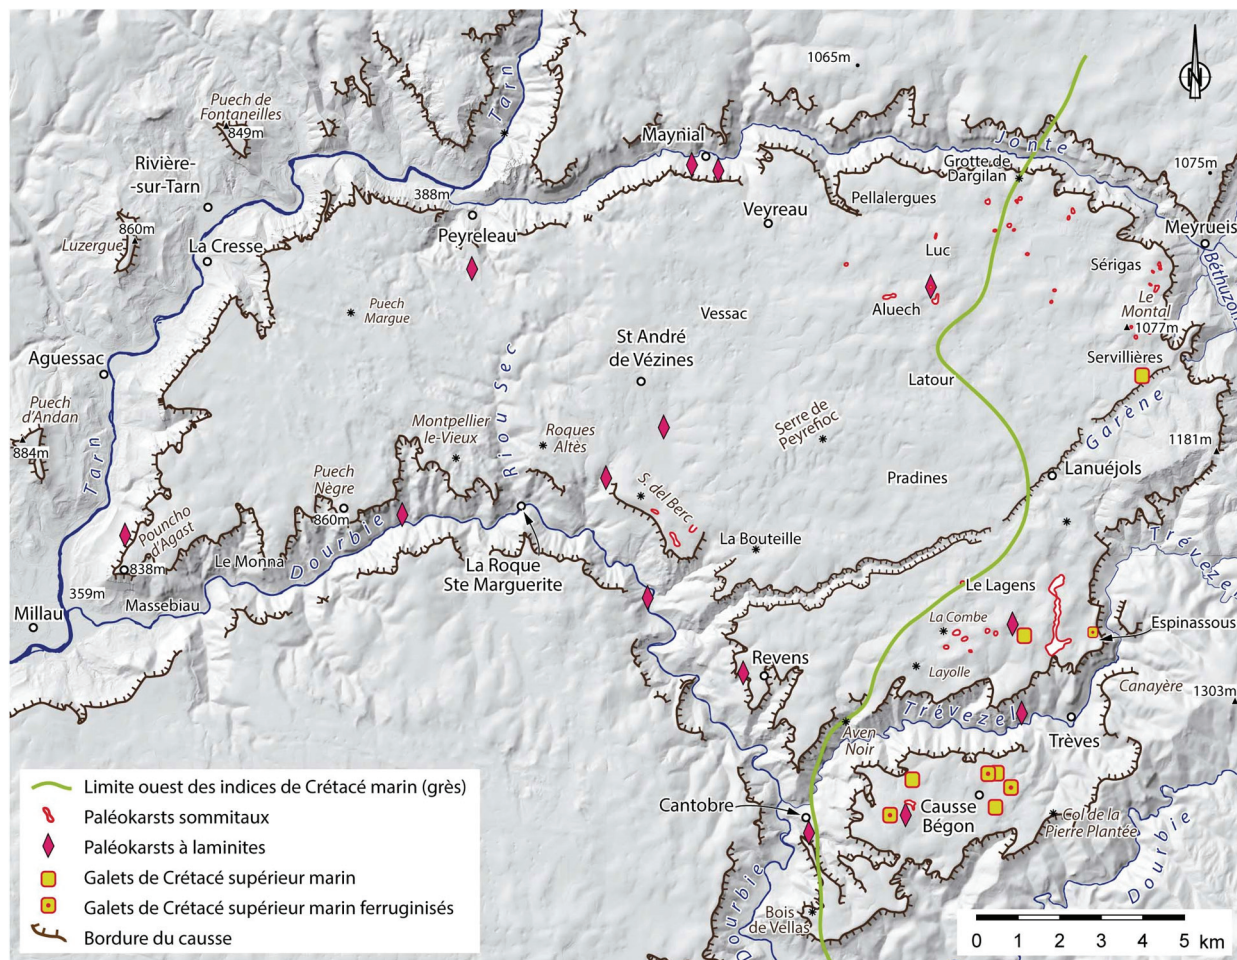 1065m
Tarn
Puech de
Fontaneilles
849m
N
Maynial
Jonte
Rivière-
-sur-Tarn
Grotte de
Dargilan
1075m
388m
Pellalergues
Veyreau
Meyrueis
860m
Luzergue
La Cresse
Peyreleau
Luc
Sérigas
Béthuzon
Puech
Margue
Vessac
Aluech
Le
Montal
1077m
St André
de Vézines
Aguessac
Riou Sec
Servillières
Latour
Puech
d'Andan
884m
Tarn
Montpellier
le-Vieux
Roques
Altès
Serre de
Peyrefioc
Garène
1181m
Puech
Nègre
860m
S. del Berc
Pradines
Lanuéjols
Pouncho
d'Agast
838m
Dourbie
Le Monna
La Bouteille
Trévezel
359m
Massebiau
La Roque
Ste Marguerite
Le Lagens
Millau
La Combe
Espinassous
Revens
Layolle
Canayère
1303m
Trévezel
Aven
Noir
Trèves
Cantobre
Causse
Bégon
Col de la
Pierre Plantée
Dourbie
Dourbie
Bois
de Vellas
Limite ouest des indices de Crétacé marin (grès)
Paléokarsts sommitaux
Paléokarsts à laminites
Galets de Crétacé supérieur marin
Galets de Crétacé supérieur marin ferruginisés
Bordure du causse
0 1 2 3 4 5 km